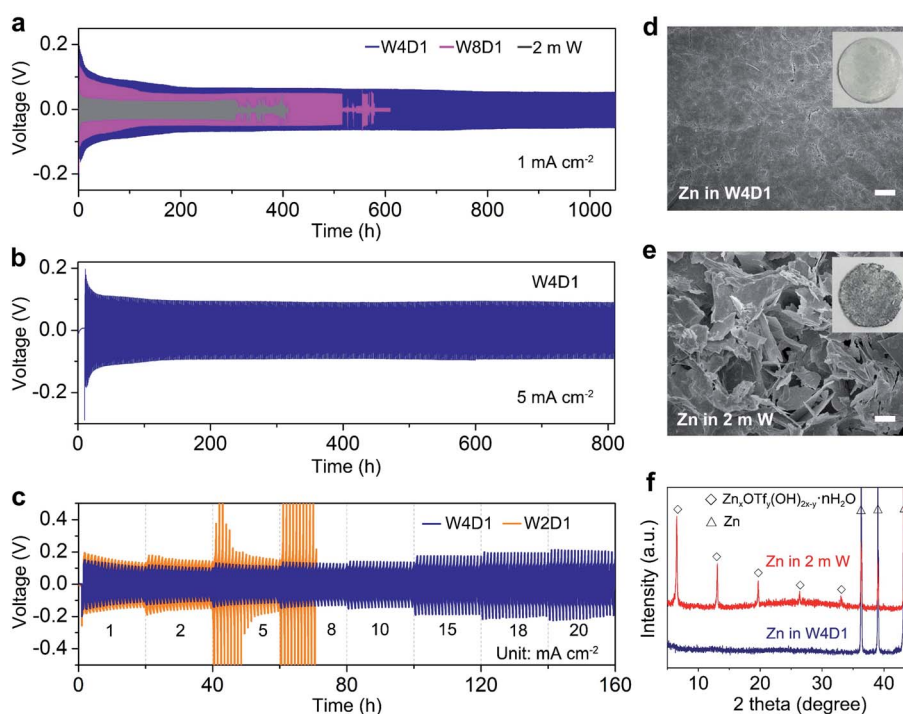 a
W4D1 W8D1 2 m W
0.2
0.0
-0.2
Voltage (V)
1 mA cm⁻²
0 200 400 600 800 1000
Time (h)
b
W4D1
0.2
0.0
-0.2
Voltage (V)
5 mA cm⁻²
0 200 400 600 800
Time (h)
c
W4D1 W2D1
0.4
0.2
0.0
-0.2
-0.4
Voltage (V)
1 2 5 8 10 15 18 20
Unit: mA cm⁻²
0 40 80 120 160
Time (h)
d
Zn in W4D1
e
Zn in 2 m W
f
ZnₓOTfᵧ(OH)₂ₓ₋ᵧ·nH₂O
Zn
Zn in 2 m W
Zn in W4D1
Intensity (a.u.)
10 20 30 40
2 theta (degree)